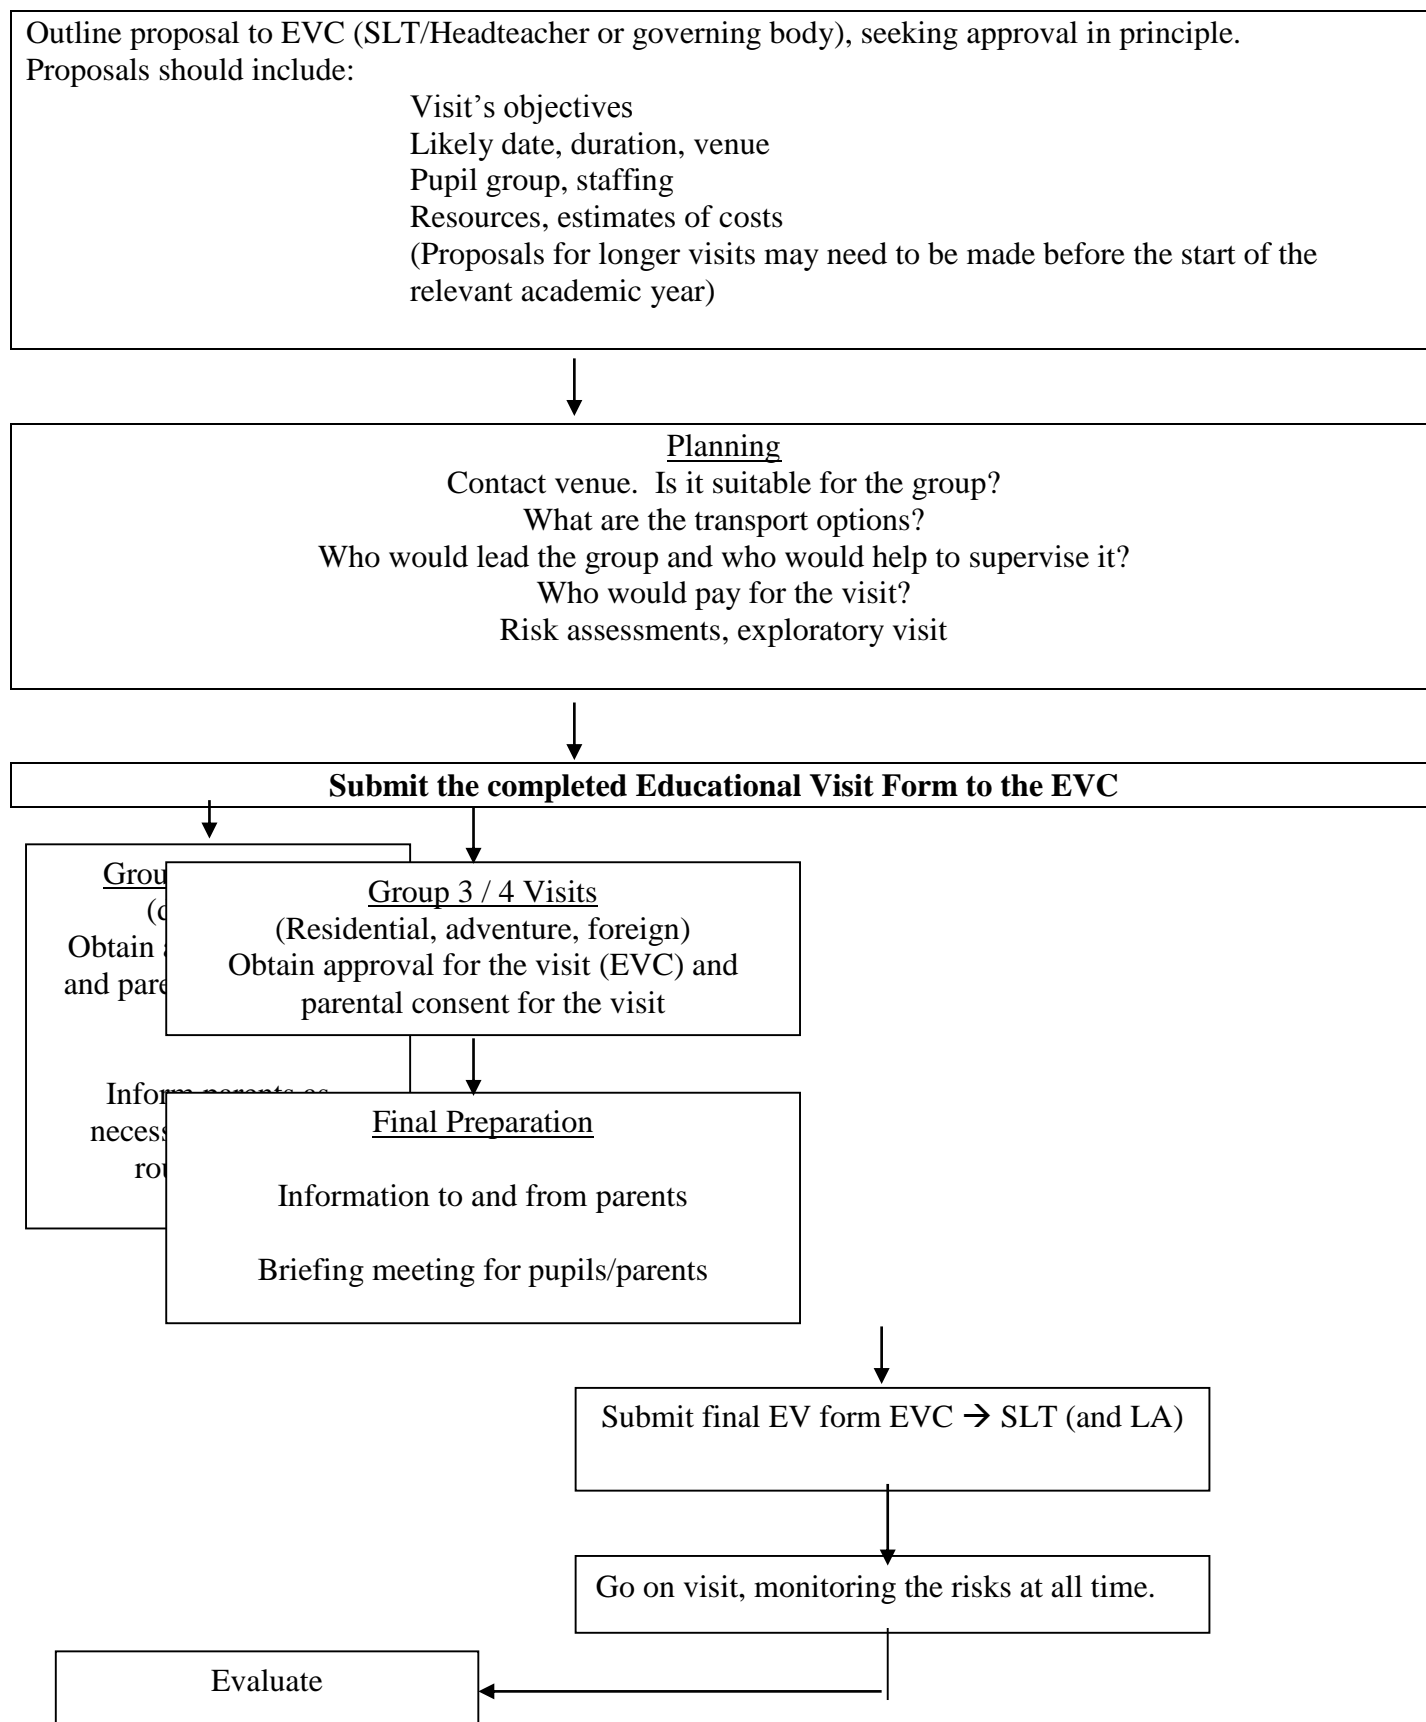 Outline proposal to EVC (SLT/Headteacher or governing body), seeking approval in principle.
Proposals should include:
Visit’s objectives
Likely date, duration, venue
Pupil group, staffing
Resources, estimates of costs
(Proposals for longer visits may need to be made before the start of the
relevant academic year)
Planning
Contact venue.  Is it suitable for the group?
What are the transport options?
Who would lead the group and who would help to supervise it?
Who would pay for the visit?
Risk assessments, exploratory visit
Submit the completed Educational Visit Form to the EVC
Obtain
and
Group 3 / 4 Visits
(Residential, adventure, foreign)
Obtain approval for the visit (EVC) and
parental consent for the visit
Inform parents as
Final Preparation
Information to and from parents
Briefing meeting for pupils/parents
Submit final EV form EVC → SLT (and LA)
Go on visit, monitoring the risks at all time.
Evaluate